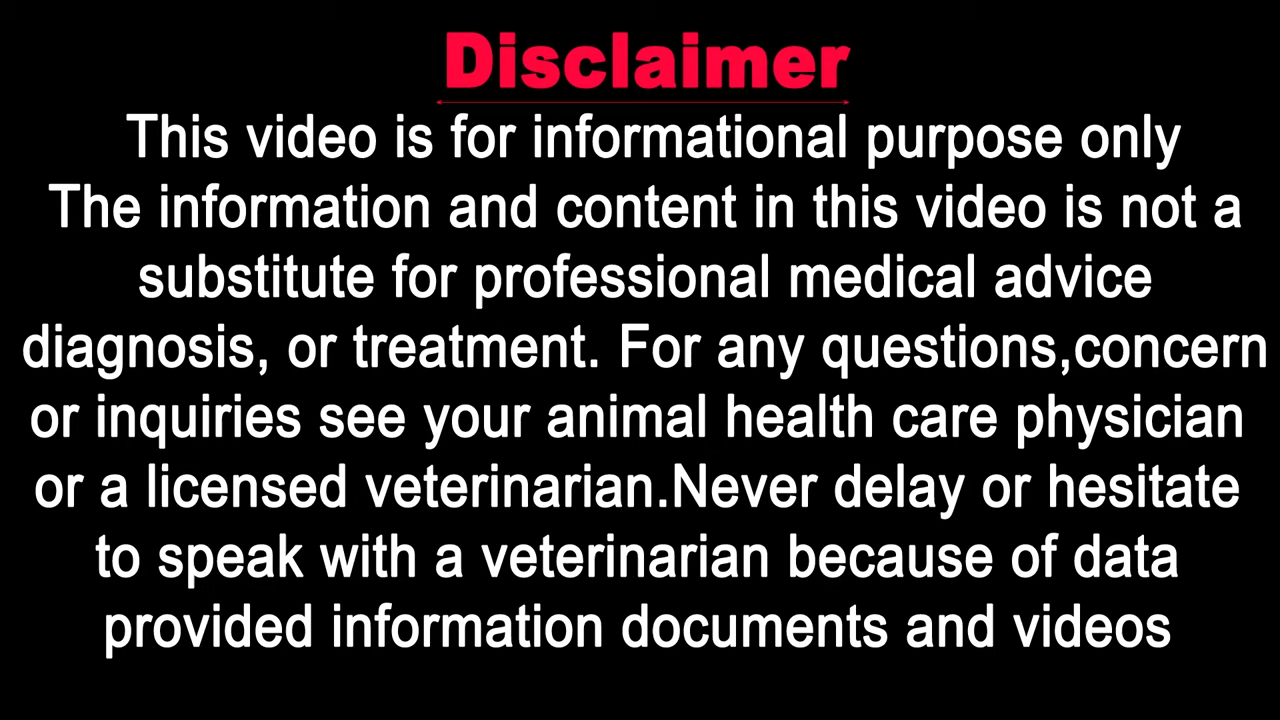 Disclaimer
This video is for informational purpose only
The information and content in this video is not a
substitute for professional medical advice
diagnosis, or treatment. For any questions,concern
or inquiries see your animal health care physician
or a licensed veterinarian.Never delay or hesitate
to speak with a veterinarian because of data
provided information documents and videos